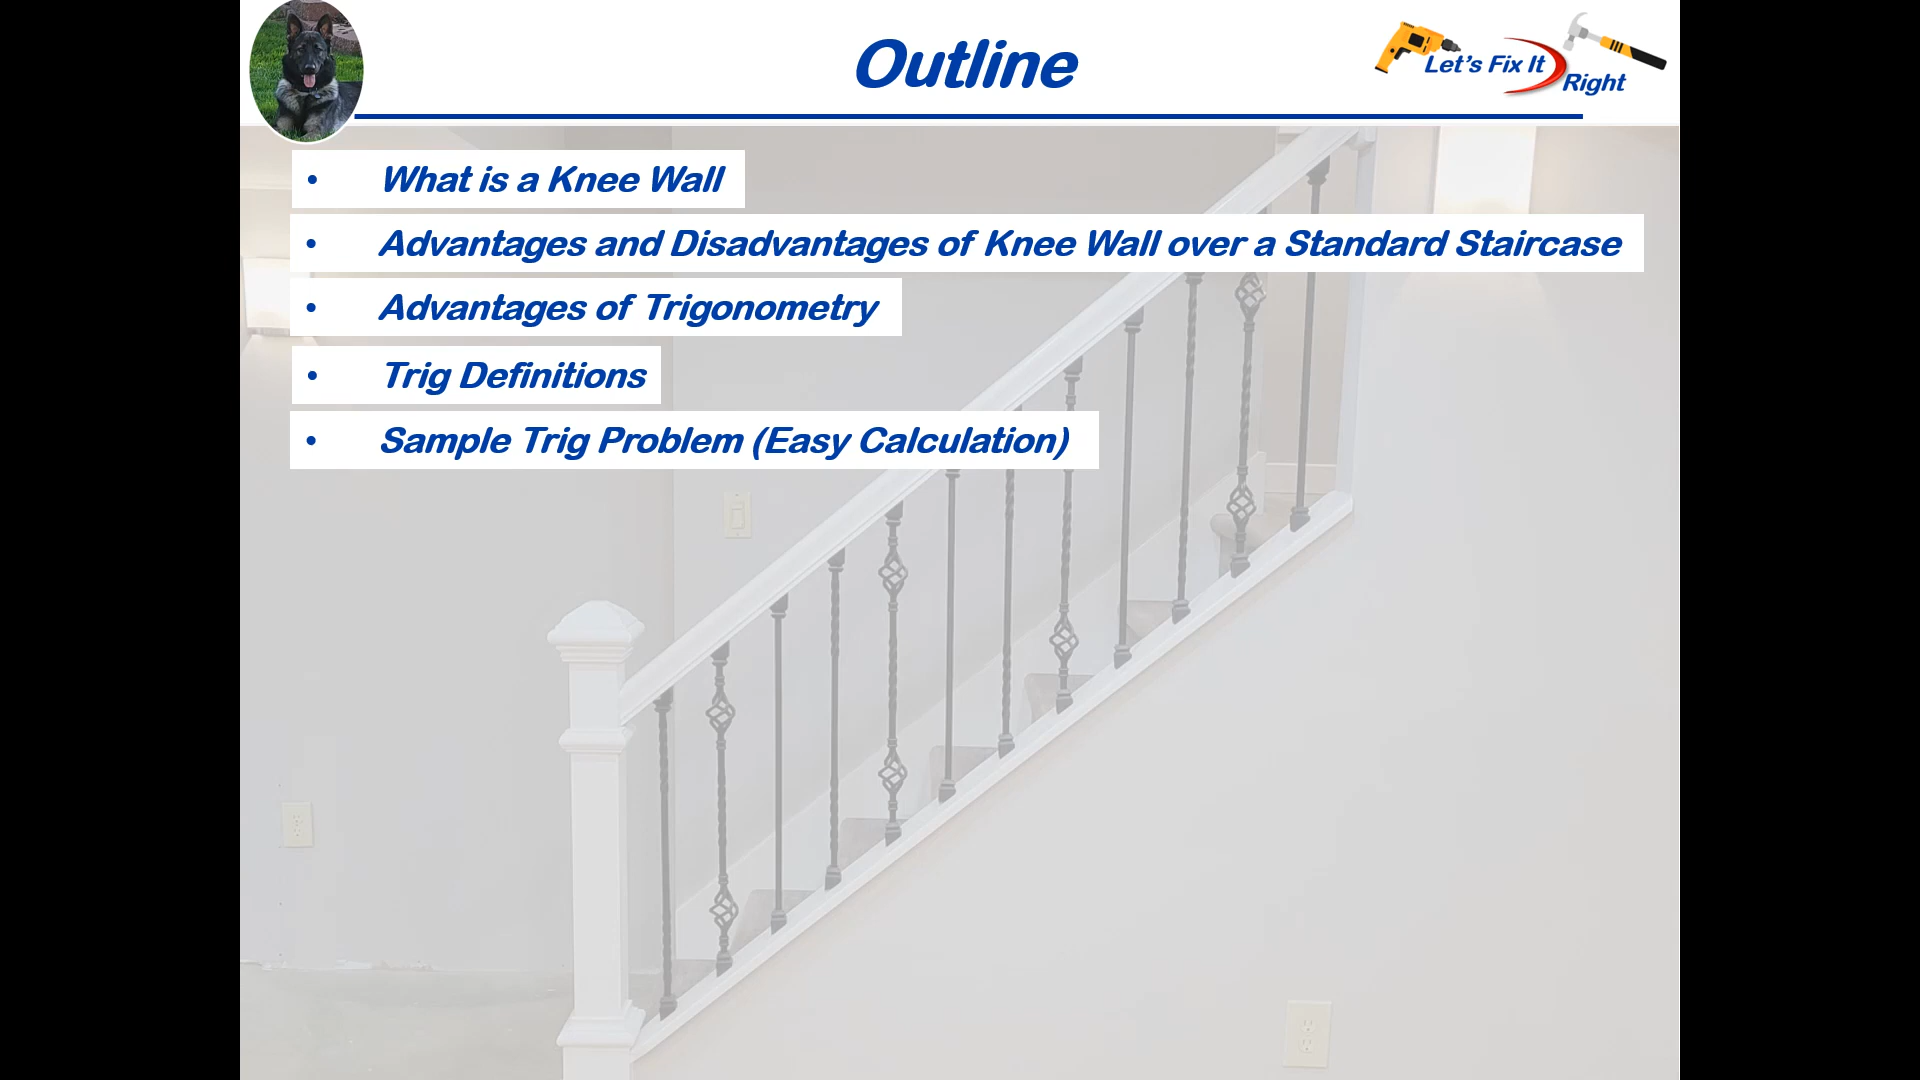 Outline
Let's Fix It
Right
• What is a Knee Wall
• Advantages and Disadvantages of Knee Wall over a Standard Staircase
• Advantages of Trigonometry
• Trig Definitions
• Sample Trig Problem (Easy Calculation)